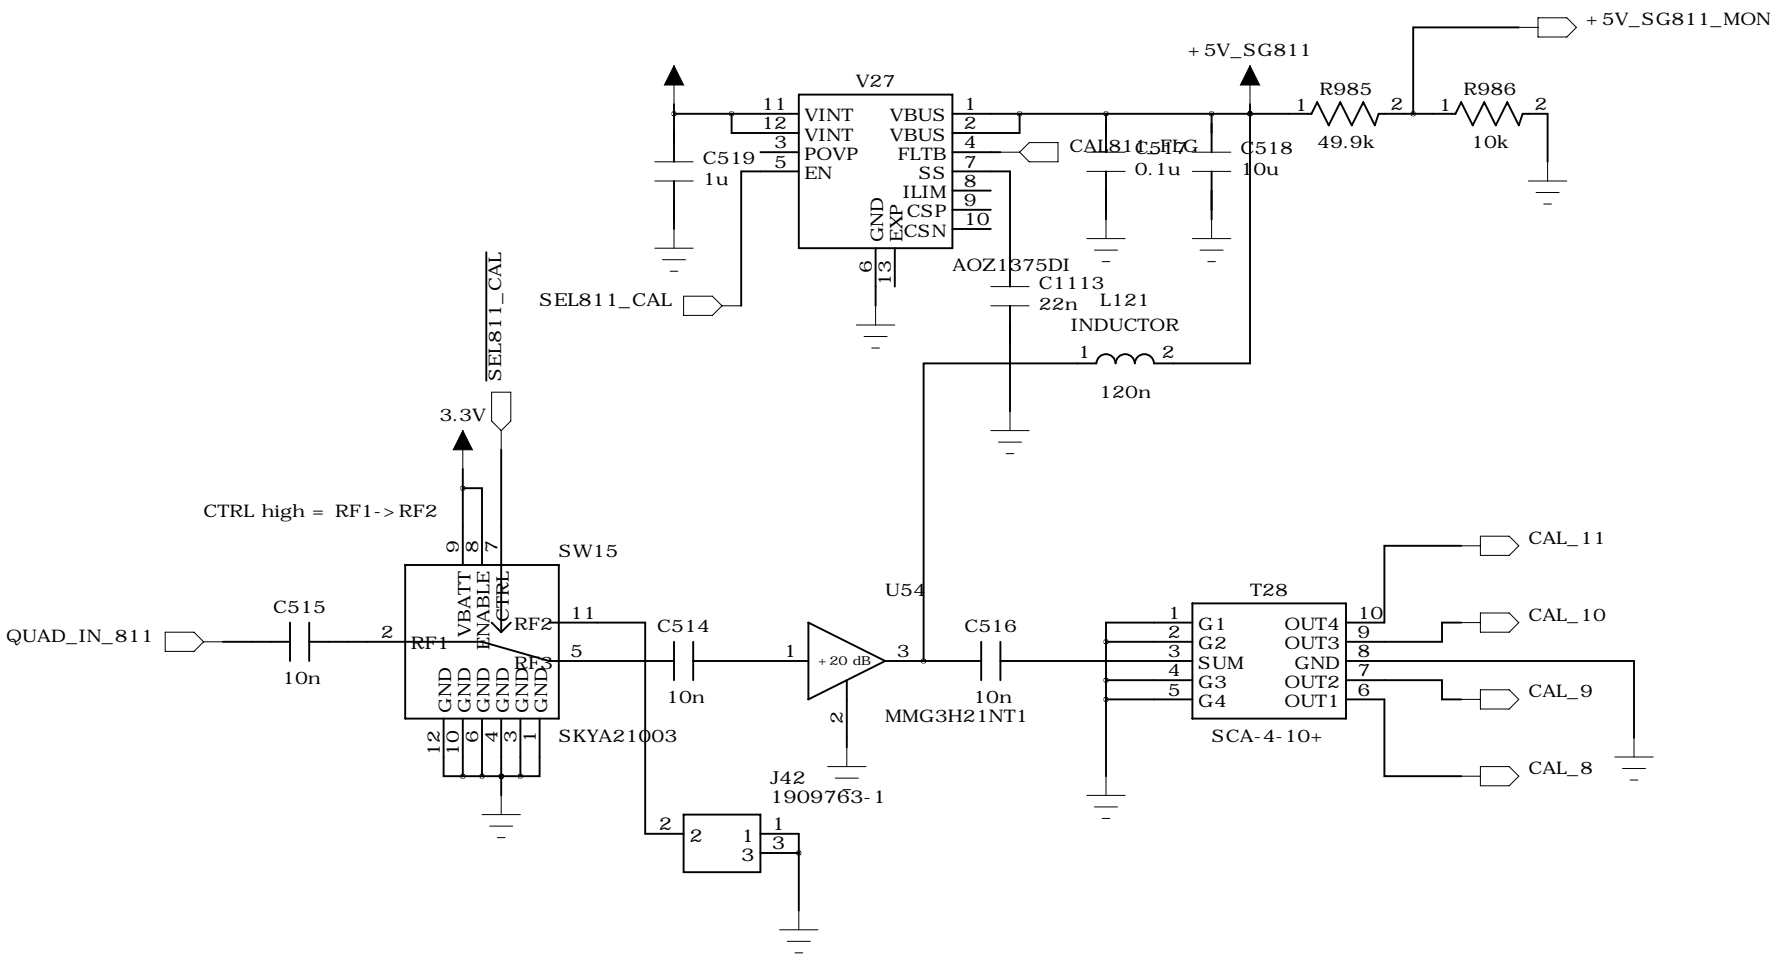 +5V_SG811_MON
+5V_SG811
V27
R985
R986
1
2
1
2
49.9k
10k
11
12
3
5
VINT
VINT
POVP
EN
VBUS
VBUS
FLTB
SS
ILIM
CSP
CSN
GND
EXP
1
2
4
7
8
9
10
6
13
AOZ1375DI
C519
1u
CAL811_FLG
C517
0.1u
C518
10u
SEL811_CAL
SEL811_CAL
C1113
22n
L121
INDUCTOR
1
2
120n
3.3V
CTRL high = RF1->RF2
9
8
7
SW15
VBATT
ENABLE
CTRL
RF1
RF2
RF3
GND
GND
GND
GND
GND
GND
12
10
6
4
3
1
SKYA21003
QUAD_IN_811
C515
10n
2
11
5
C514
10n
U54
1
+20 dB
3
2
MMG3H21NT1
C516
10n
T28
1
2
3
4
5
G1
G2
SUM
G3
G4
OUT4
OUT3
GND
OUT2
OUT1
10
9
8
7
6
SCA-4-10+
CAL_11
CAL_10
CAL_9
CAL_8
J42
1909763-1
2
2
1
3
1
3